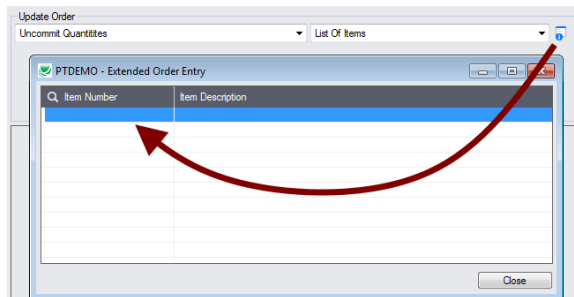 Update Order
Uncommit Quantitites
List Of Items
PTDEMO - Extended Order Entry
Item Number
Item Description
Close